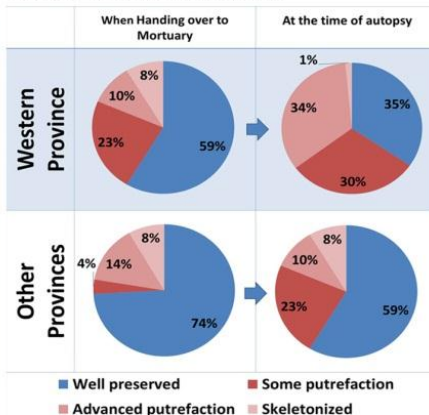 When Handing over to
Mortuary
At the time of autopsy
Western
Province
8%
10%
23%
59%
1%
34%
35%
30%
Other
Provinces
8%
4%
14%
74%
8%
10%
23%
59%
Well preserved
Some putrefaction
Advanced putrefaction
Skeletonized